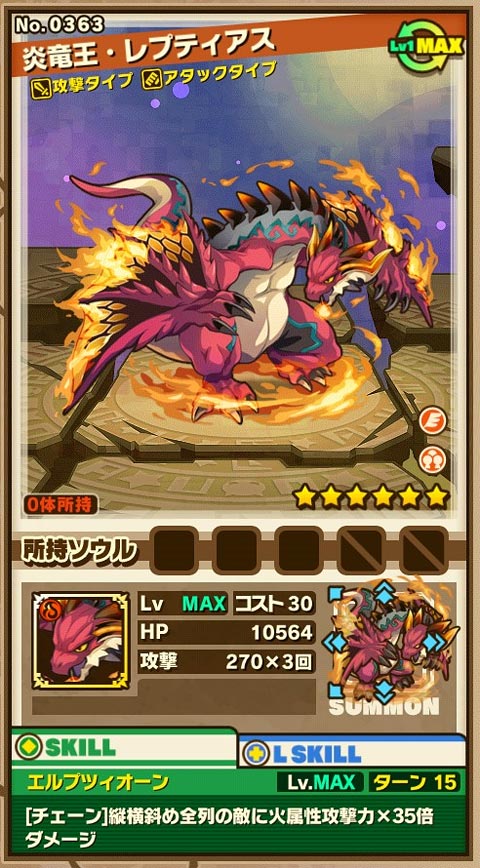 No.0363
炎竜王・レプティアス
攻撃タイプ アタックタイプ
Lv1 MAX
0体所持
所持ソウル
Lv MAX コスト30
HP 10564
攻撃 270×3回
SUMMON
SKILL
L SKILL
エルプツィオーン Lv.MAX ターン 15
[チェーン]縦横斜め全列の敵に火属性攻撃力×35倍
ダメージ